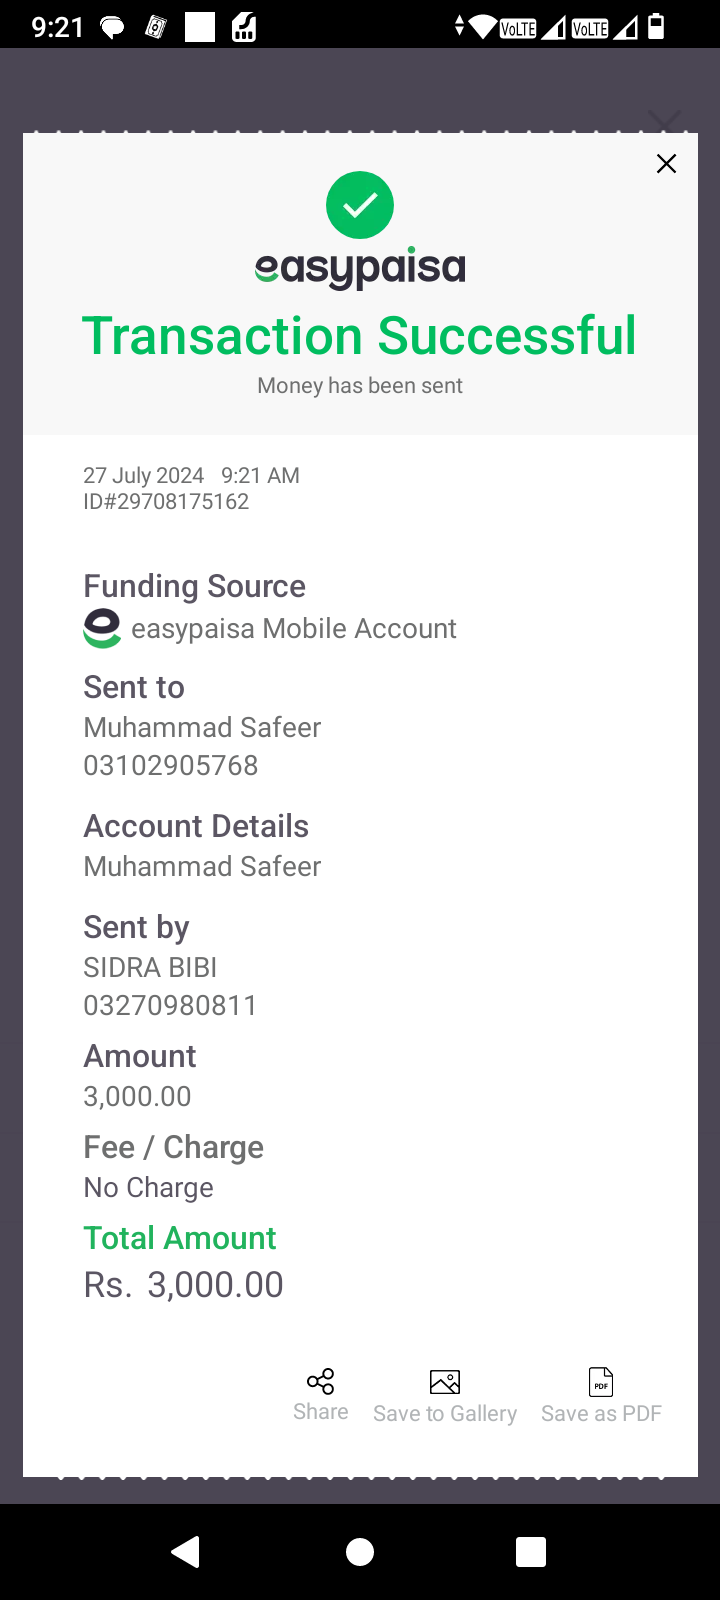 9:21 VoLTE VoLTE
easypaisa
Transaction Successful
Money has been sent
27 July 2024 9:21 AM
ID#29708175162
Funding Source
easypaisa Mobile Account
Sent to
Muhammad Safeer
03102905768
Account Details
Muhammad Safeer
Sent by
SIDRA BIBI
03270980811
Amount
3,000.00
Fee / Charge
No Charge
Total Amount
Rs. 3,000.00
PDF
Share Save to Gallery Save as PDF